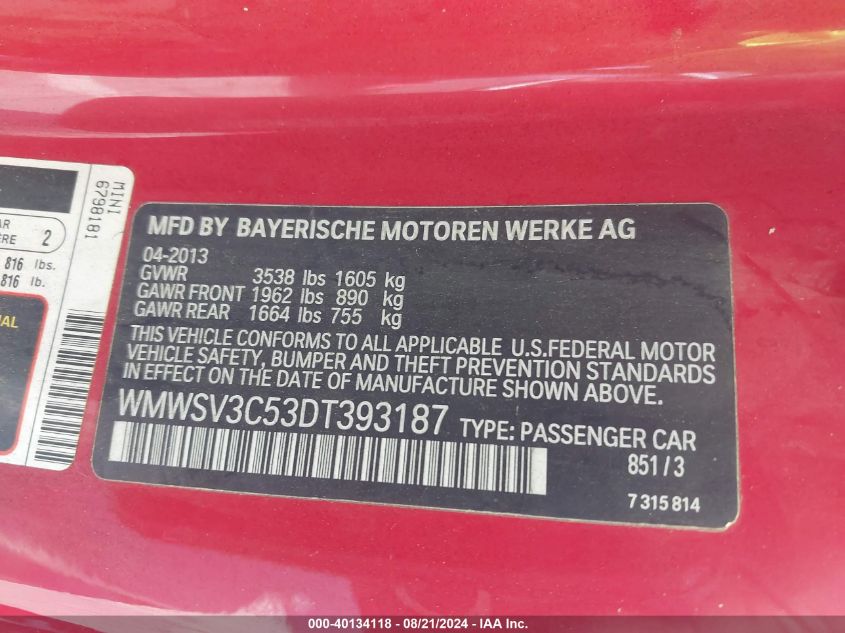 MINI
6798181
2
816 lbs.
816 lb.
MFD BY BAYERISCHE MOTOREN WERKE AG
04-2013
GVWR 3538 lbs 1605 kg
GAWR FRONT 1962 lbs 890 kg
GAWR REAR 1664 lbs 755 kg
THIS VEHICLE CONFORMS TO ALL APPLICABLE U.S.FEDERAL MOTOR
VEHICLE SAFETY, BUMPER AND THEFT PREVENTION STANDARDS
IN EFFECT ON THE DATE OF MANUFACTURE SHOWN ABOVE.
WMWSV3C53DT393187 TYPE: PASSENGER CAR
851/3
7 315 814
000-40134118 - 08/21/2024 - IAA, Inc.